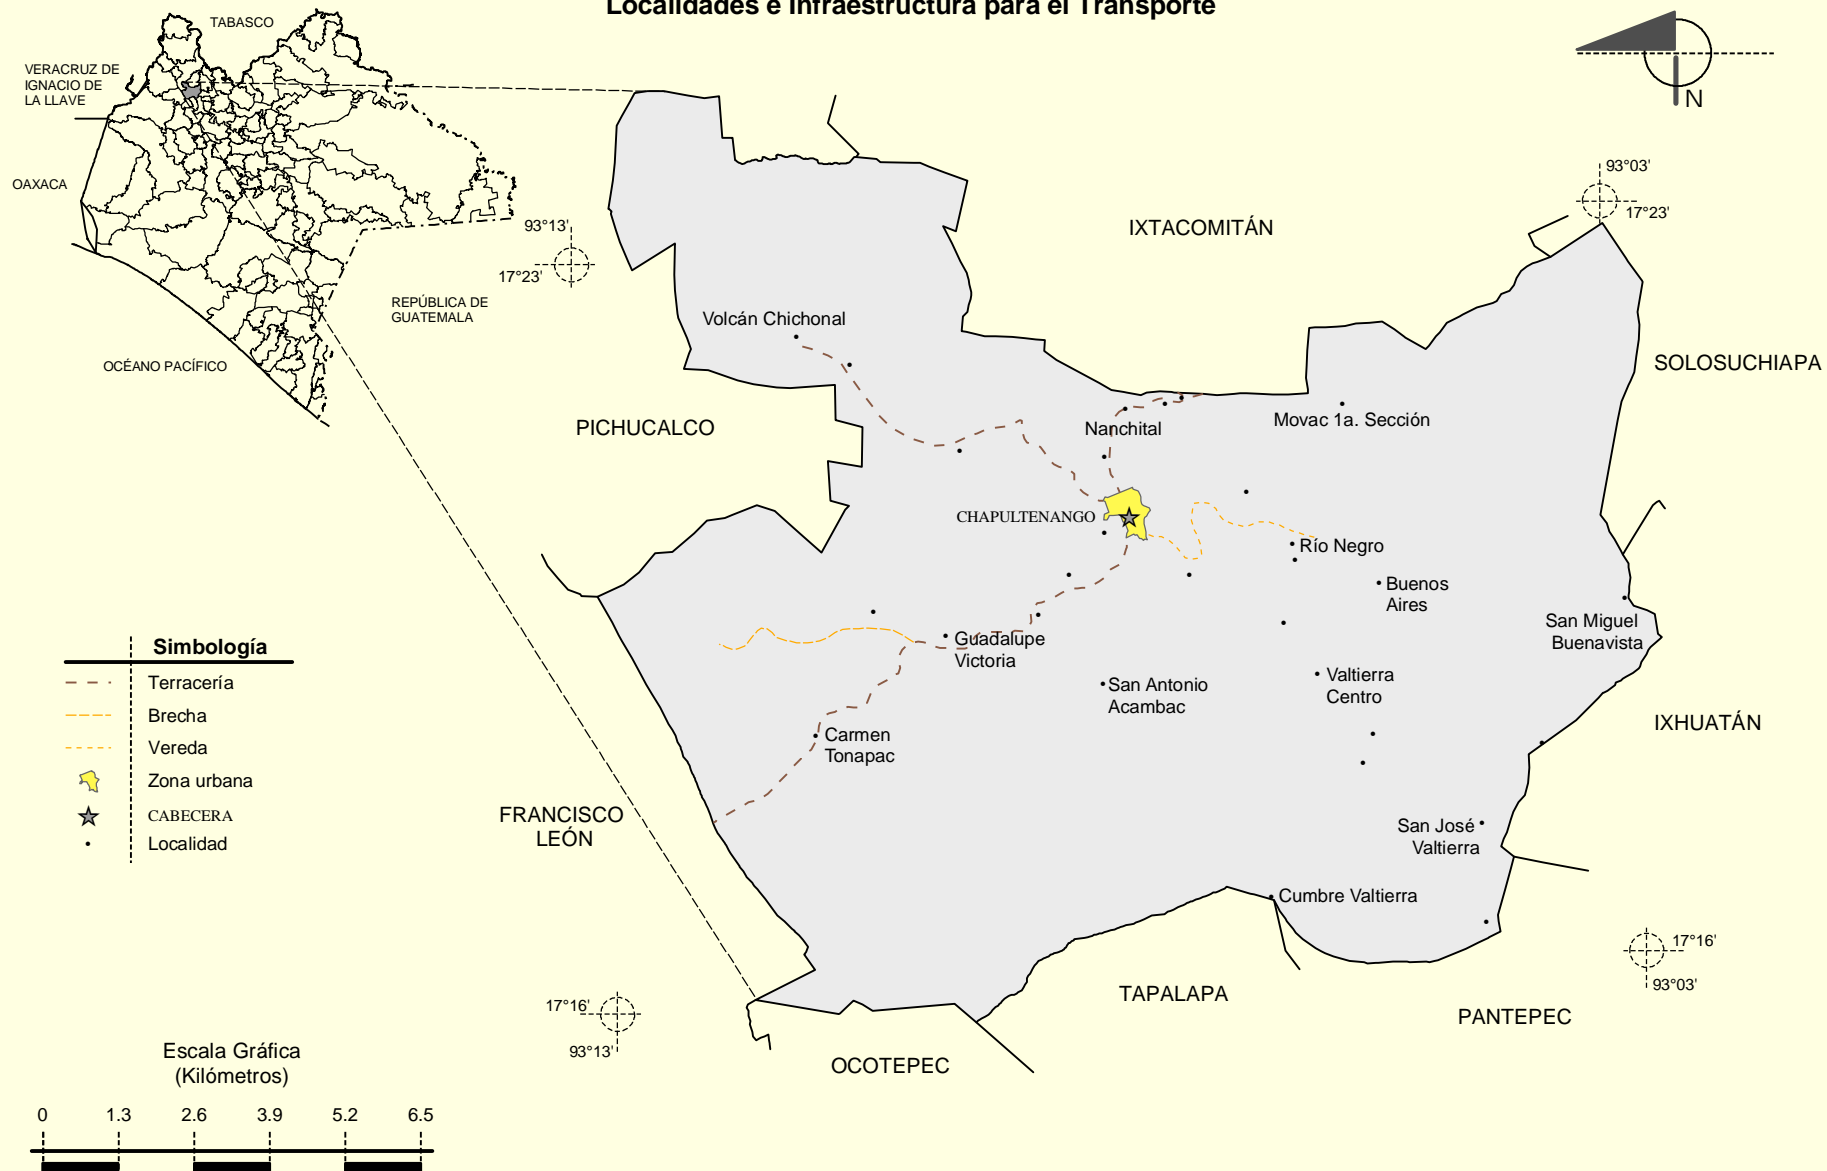 Localidades e Infraestructura para el Transporte
TABASCO
VERACRUZ DE
IGNACIO DE
LA LLAVE
OAXACA
REPÚBLICA DE
GUATEMALA
OCÉANO PACÍFICO
N
93°03'
17°23'
93°13'
17°23'
IXTACOMITÁN
SOLOSUCHIAPA
PICHUCALCO
Volcán Chichonal
Nanchital
Movac 1a. Sección
CHAPULTENANGO
Río Negro
Buenos
Aires
San Miguel
Buenavista
Guadalupe
Victoria
San Antonio
Acambac
Valtierra
Centro
Carmen
Tonapac
IXHUATÁN
FRANCISCO
LEÓN
San José
Valtierra
Cumbre Valtierra
Simbología
Terracería
Brecha
Vereda
Zona urbana
CABECERA
Localidad
17°16'
93°03'
TAPALAPA
PANTEPEC
17°16'
93°13'
OCOTEPEC
Escala Gráfica
(Kilómetros)
0 1.3 2.6 3.9 5.2 6.5